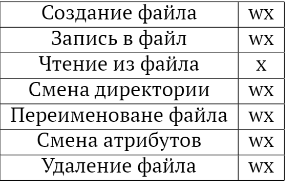 Создание файла wx
Запись в файл wx
Чтение из файла x
Смена директории wx
Переименоване файла wx
Смена атрибутов wx
Удаление файла wx